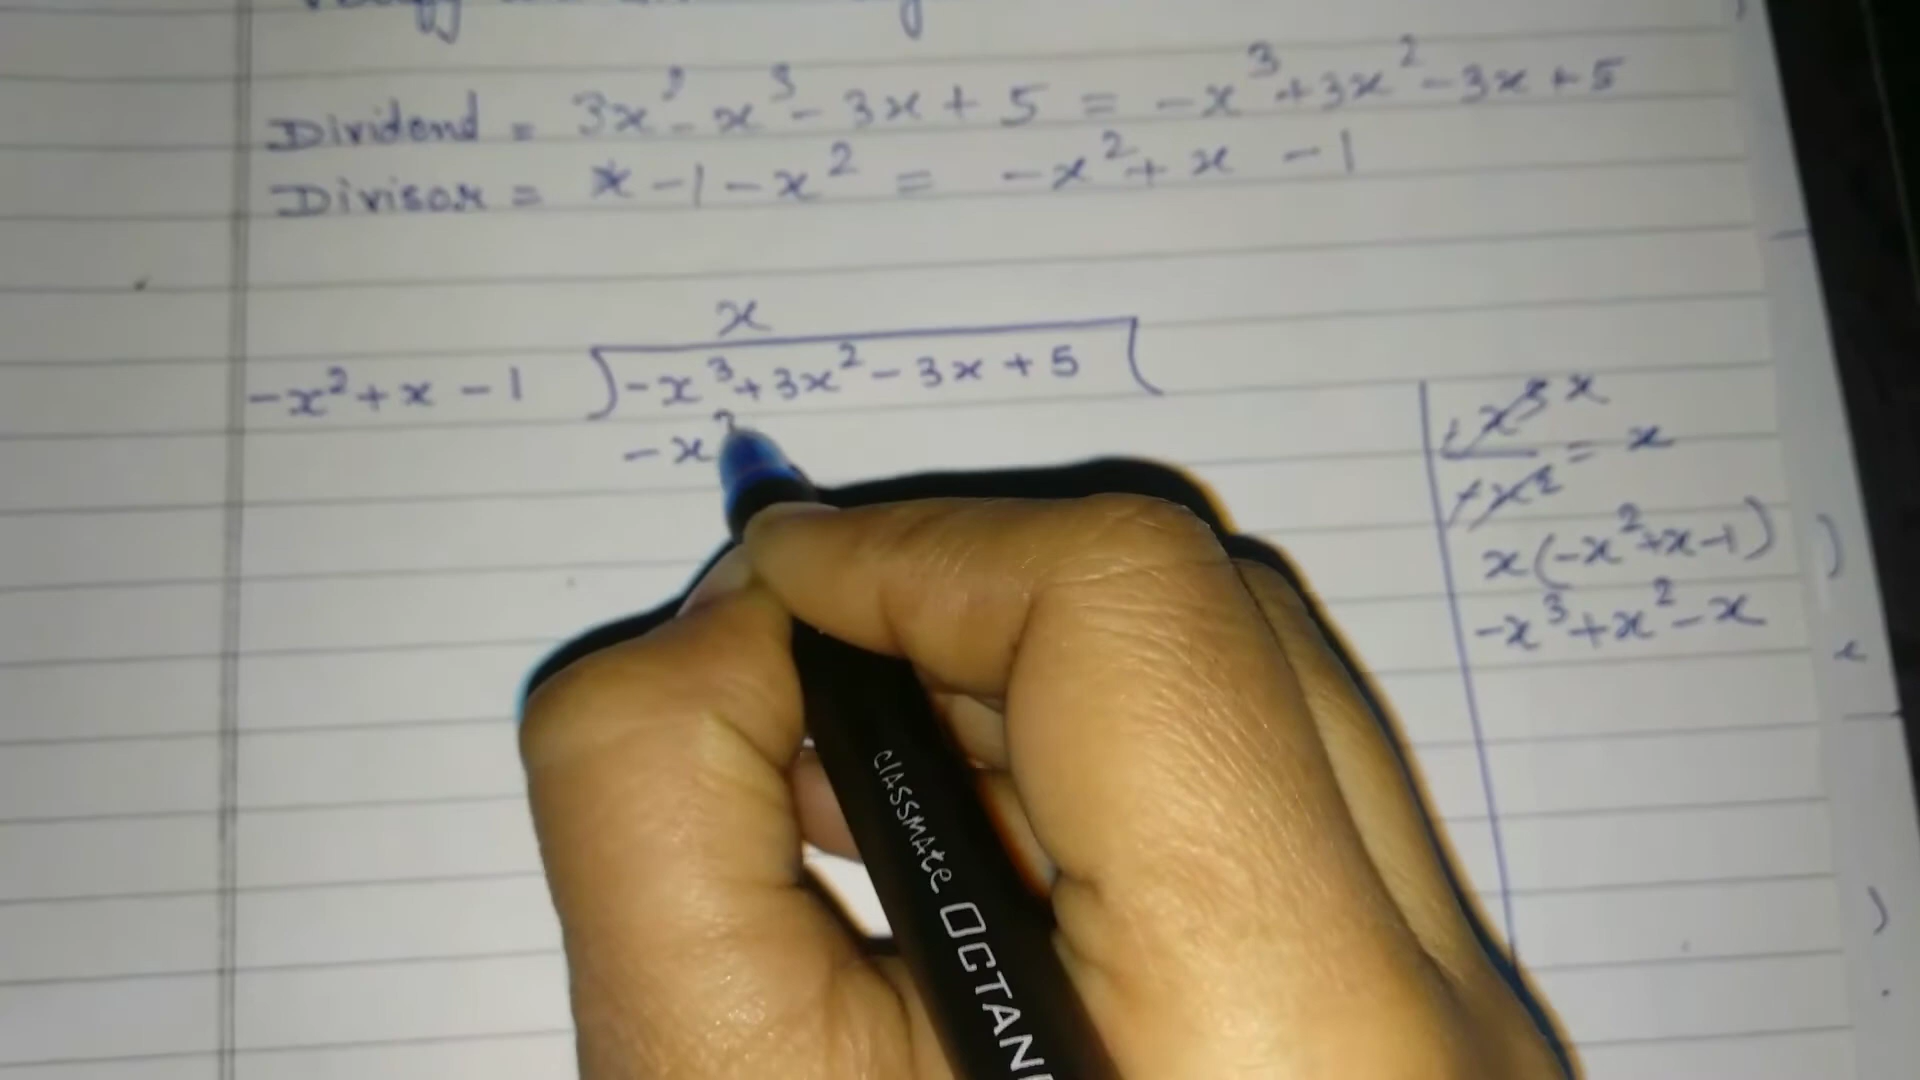 Dividend = 3x² - x³ - 3x + 5 = -x³ + 3x² - 3x + 5
Divisor = x - 1 - x² = -x² + x - 1
x
-x² + x - 1 ) -x³ + 3x² - 3x + 5
-x³
-x³ / -x² = x
x
x(-x² + x - 1)
-x³ + x² - x
classmate OCTAN